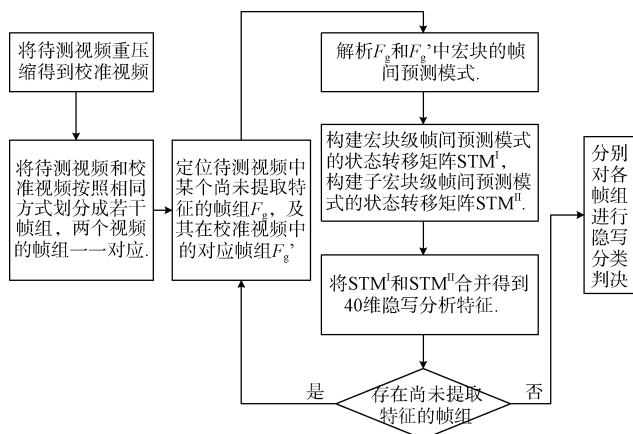 将待测视频重压
缩得到校准视频
将待测视频和校
准视频按照相同
方式划分成若干
帧组，两个视频
的帧组一一对应.
定位待测视频中
某个尚未提取特
征的帧组Fg，及
其在校准视频中
的对应帧组Fg’
解析Fg和Fg’中宏块的帧
间预测模式.
构建宏块级帧间预测模式
的状态转移矩阵STMᴵ，
构建子宏块级帧间预测模
式的状态转移矩阵STMᴵᴵ.
将STMᴵ和STMᴵᴵ合并得到
40维隐写分析特征.
存在尚未提取
特征的帧组
是
否
分别
对各
帧组
进行
隐写
分类
判决